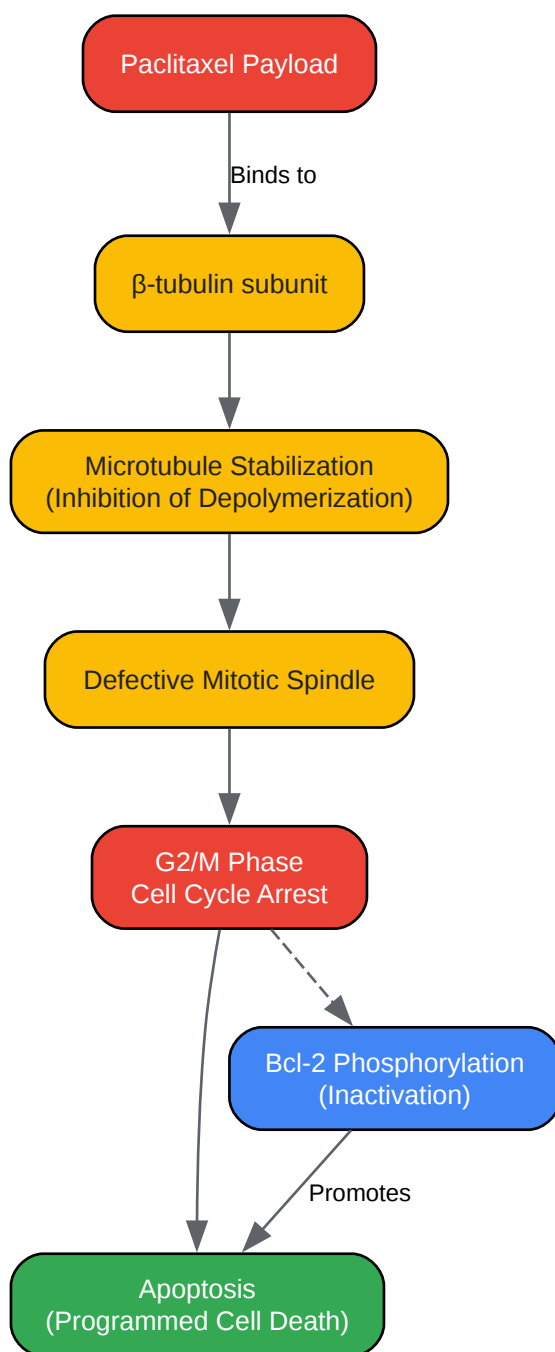 Paclitaxel Payload
Binds to
β-tubulin subunit
Microtubule Stabilization
(Inhibition of Depolymerization)
Defective Mitotic Spindle
G2/M Phase
Cell Cycle Arrest
Bcl-2 Phosphorylation
(Inactivation)
Promotes
Apoptosis
(Programmed Cell Death)